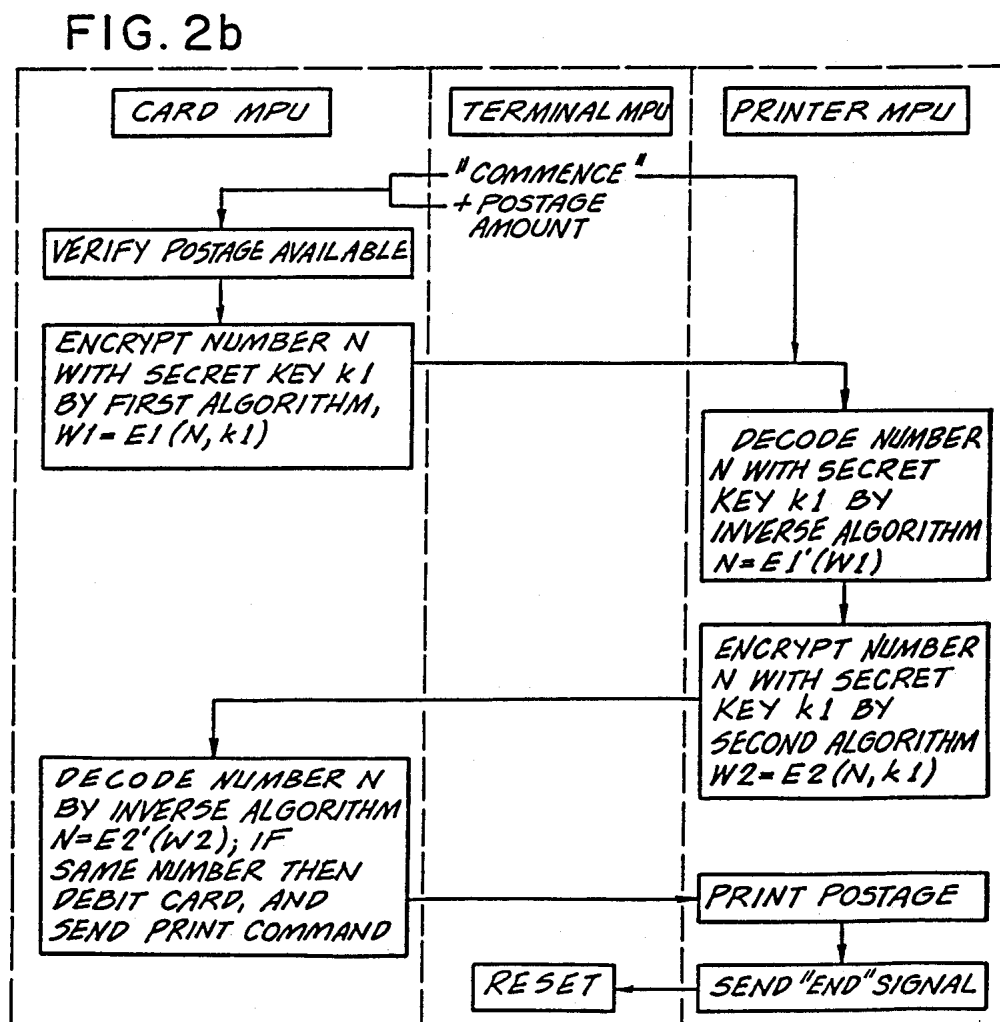 FIG. 2b
CARD MPU
TERMINAL MPU
PRINTER MPU
"COMMENCE"
+ POSTAGE
AMOUNT
VERIFY POSTAGE AVAILABLE
ENCRYPT NUMBER N
WITH SECRET KEY k1
BY FIRST ALGORITHM,
W1=E1(N,k1)
DECODE NUMBER
N WITH SECRET
KEY k1 BY
INVERSE ALGORITHM
N=E1'(W1)
ENCRYPT NUMBER
N WITH SECRET
KEY k1 BY
SECOND ALGORITHM
W2=E2(N,k1)
DECODE NUMBER N
BY INVERSE ALGORITHM
N=E2'(W2); IF
SAME NUMBER THEN
DEBIT CARD, AND
SEND PRINT COMMAND
PRINT POSTAGE
SEND "END" SIGNAL
RESET